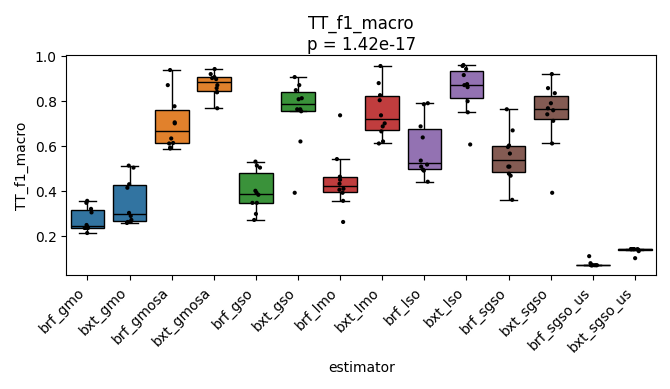 TT_f1_macro
p = 1.42e-17
TT_f1_macro
1.0
0.8
0.6
0.4
0.2
brf_gmo
bxt_gmo
brf_gmosa
bxt_gmosa
brf_gso
bxt_gso
brf_lmo
bxt_lmo
brf_lso
bxt_lso
brf_sgso
bxt_sgso
brf_sgso_us
bxt_sgso_us
estimator